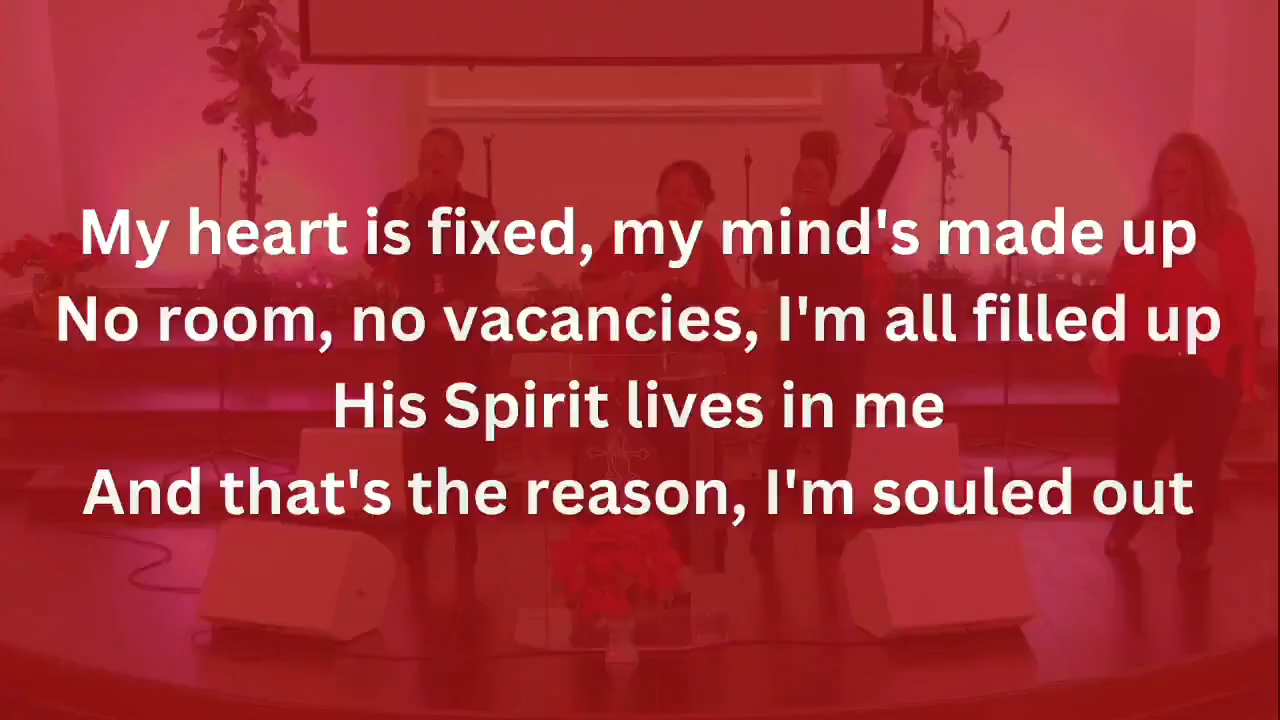 My heart is fixed, my mind's made up
No room, no vacancies, I'm all filled up
His Spirit lives in me
And that's the reason, I'm souled out